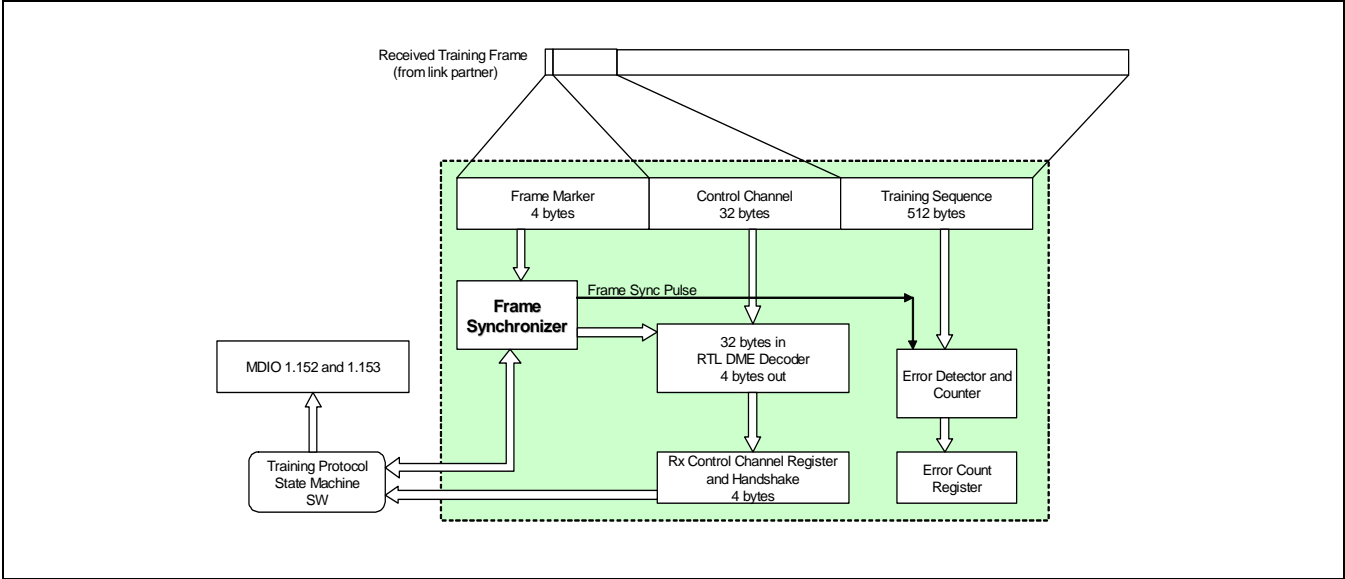 Received Training Frame
(from link partner)
Frame Marker
4 bytes
Control Channel
32 bytes
Training Sequence
512 bytes
Frame Sync Pulse
Frame
Synchronizer
32 bytes in
RTL DME Decoder
4 bytes out
MDIO 1.152 and 1.153
Error Detector and
Counter
Training Protocol
State Machine
SW
Rx Control Channel Register
and Handshake
4 bytes
Error Count
Register